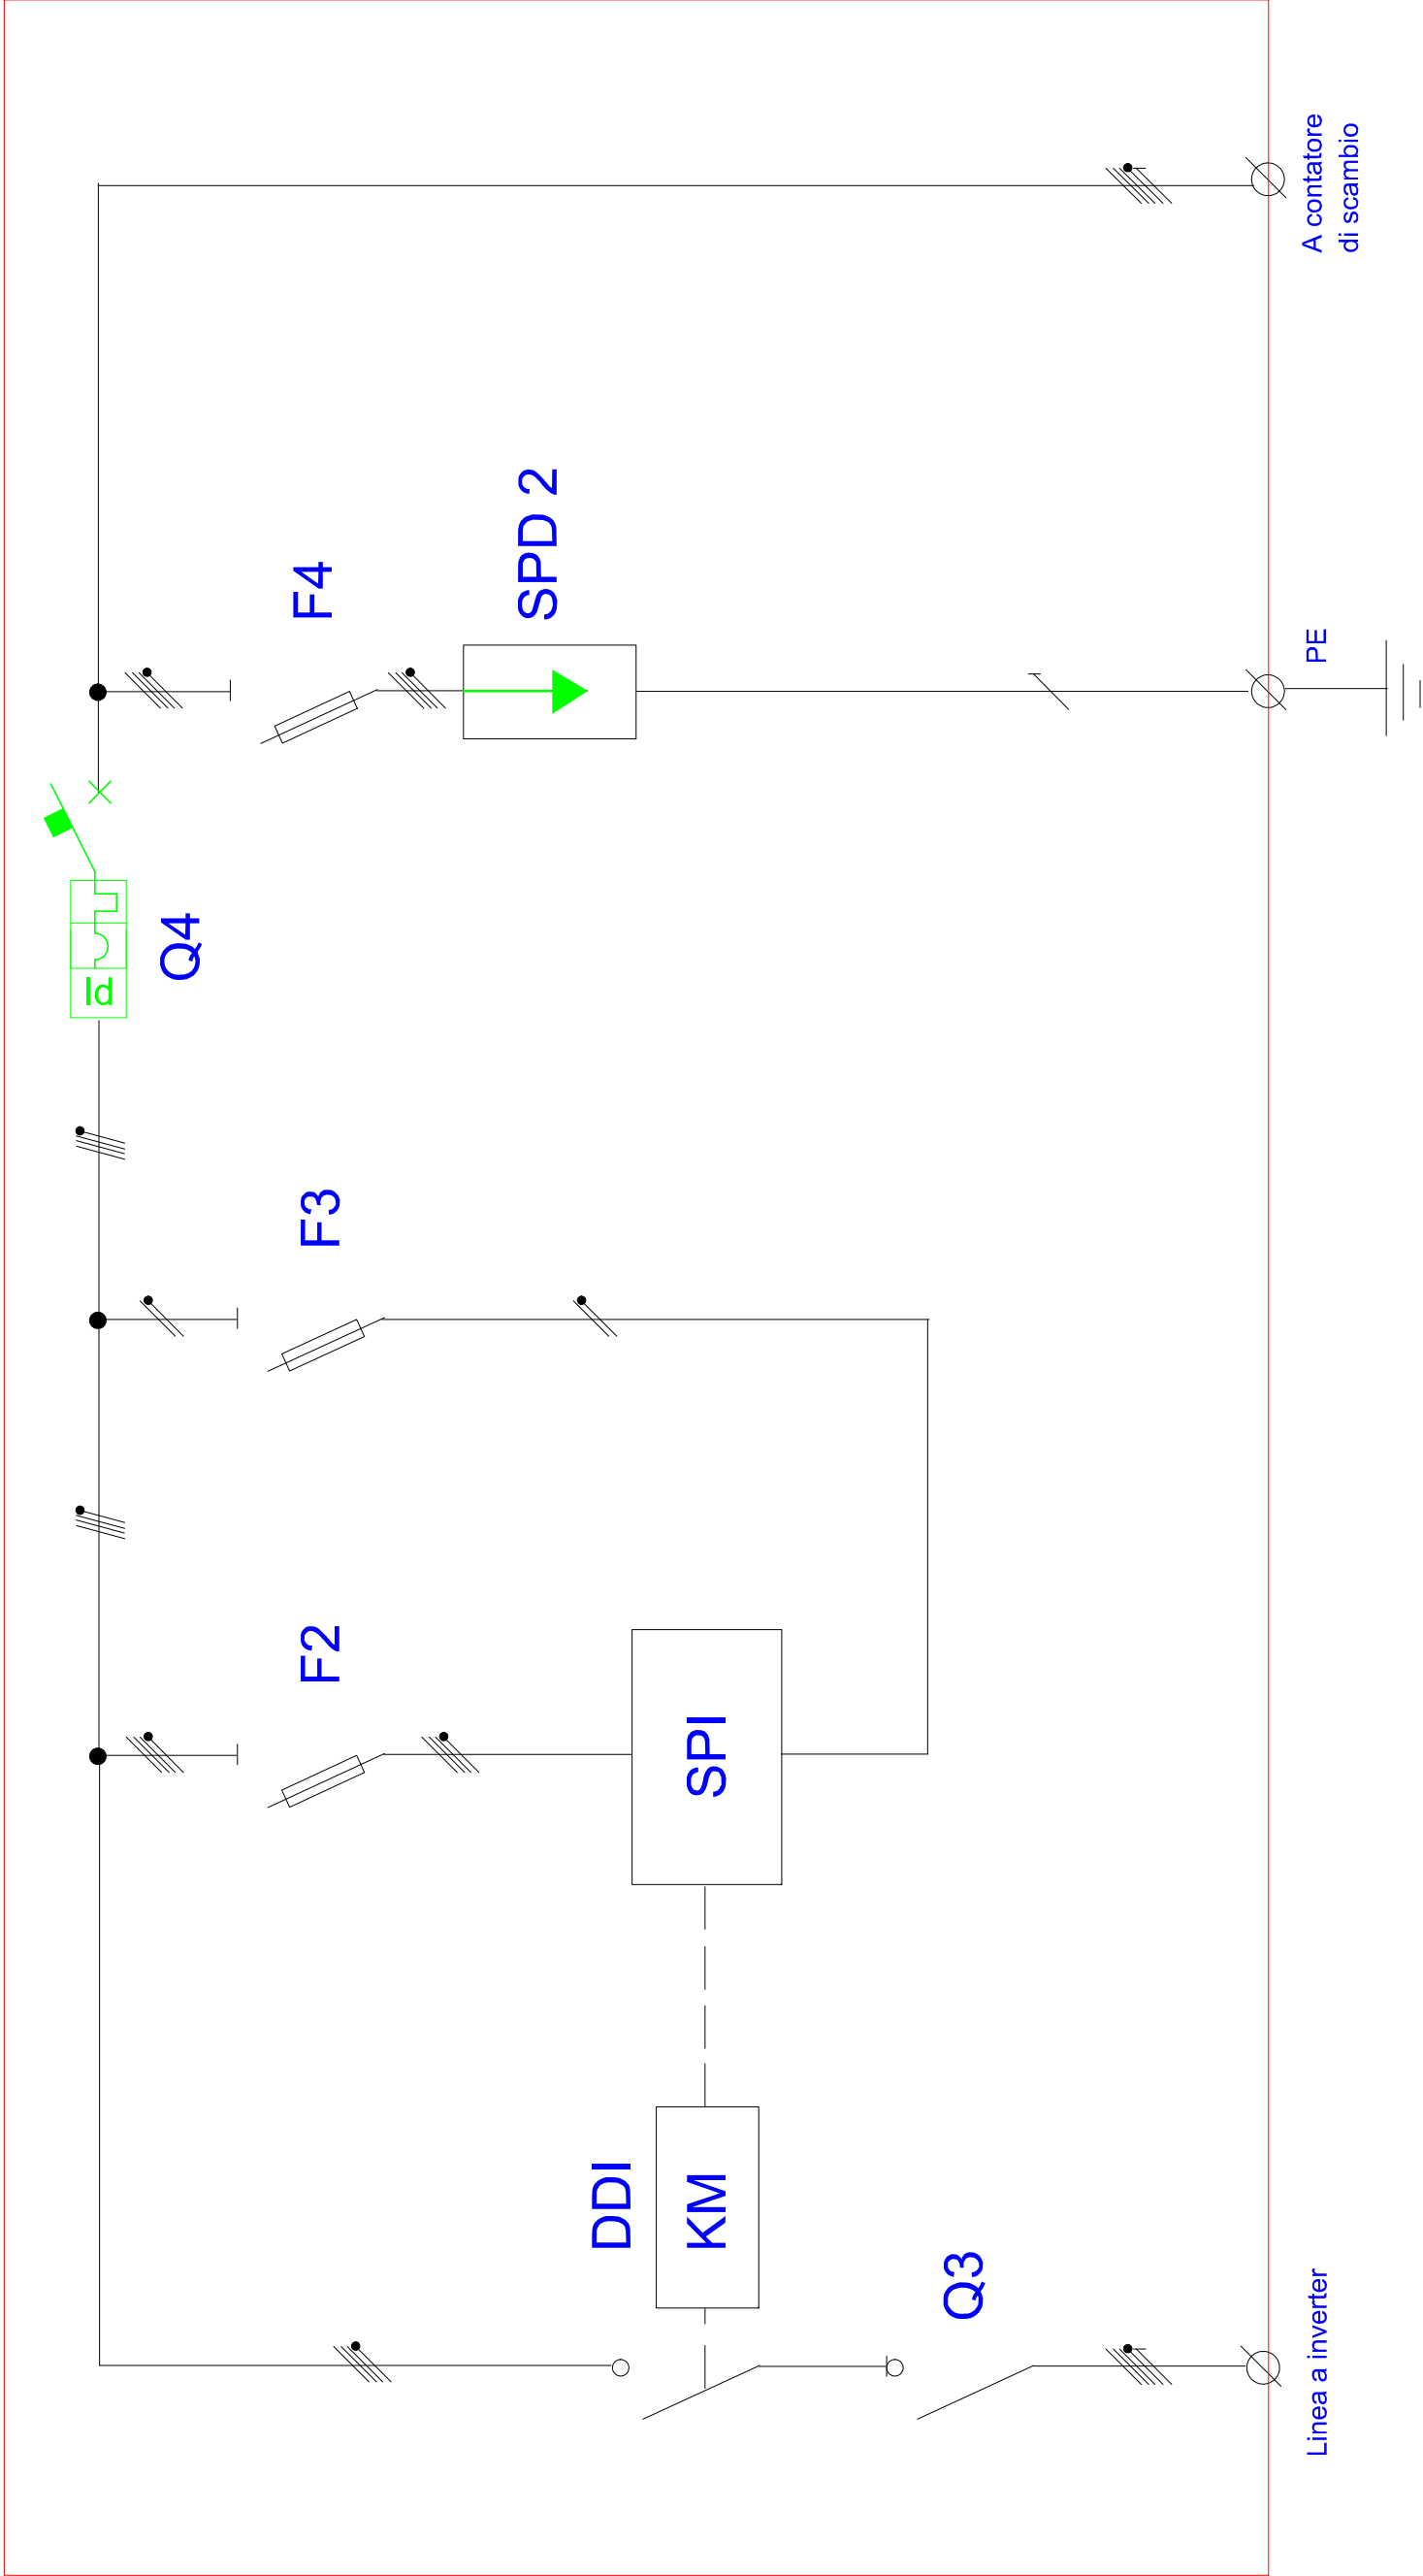 A contatore
di scambio
F4
SPD 2
PE
Q4
Id
F3
F2
SPI
DDI
KM
Q3
Linea a inverter